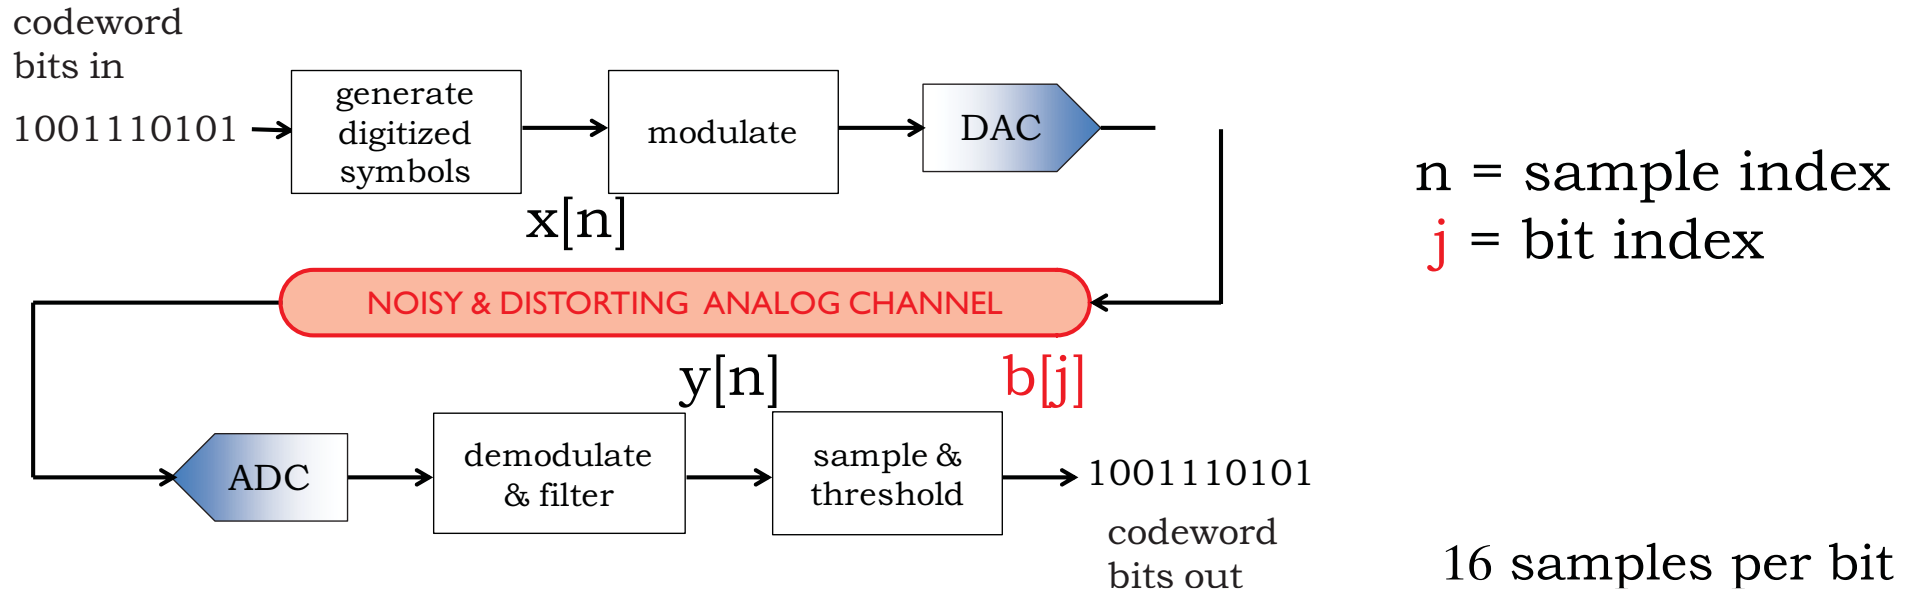 codeword
bits in
1001110101
generate
digitized
symbols
modulate
DAC
x[n]
n = sample index
j = bit index
NOISY & DISTORTING ANALOG CHANNEL
y[n]
b[j]
ADC
demodulate
& filter
sample &
threshold
1001110101
codeword
bits out
16 samples per bit